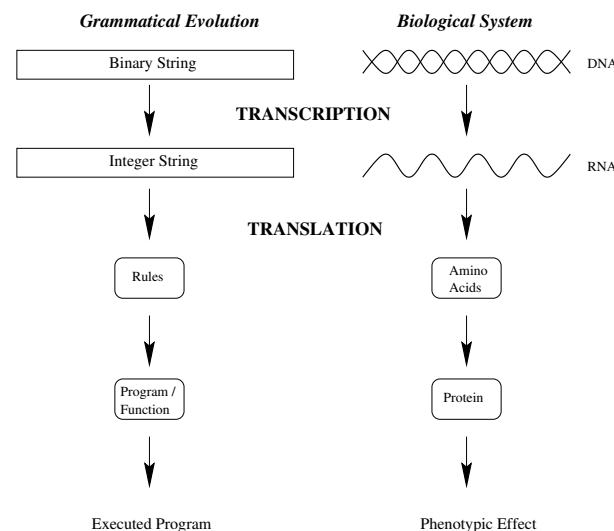 Grammatical Evolution
Biological System
Binary String
DNA
TRANSCRIPTION
Integer String
RNA
TRANSLATION
Rules
Amino
Acids
Program /
Function
Protein
Executed Program
Phenotypic Effect